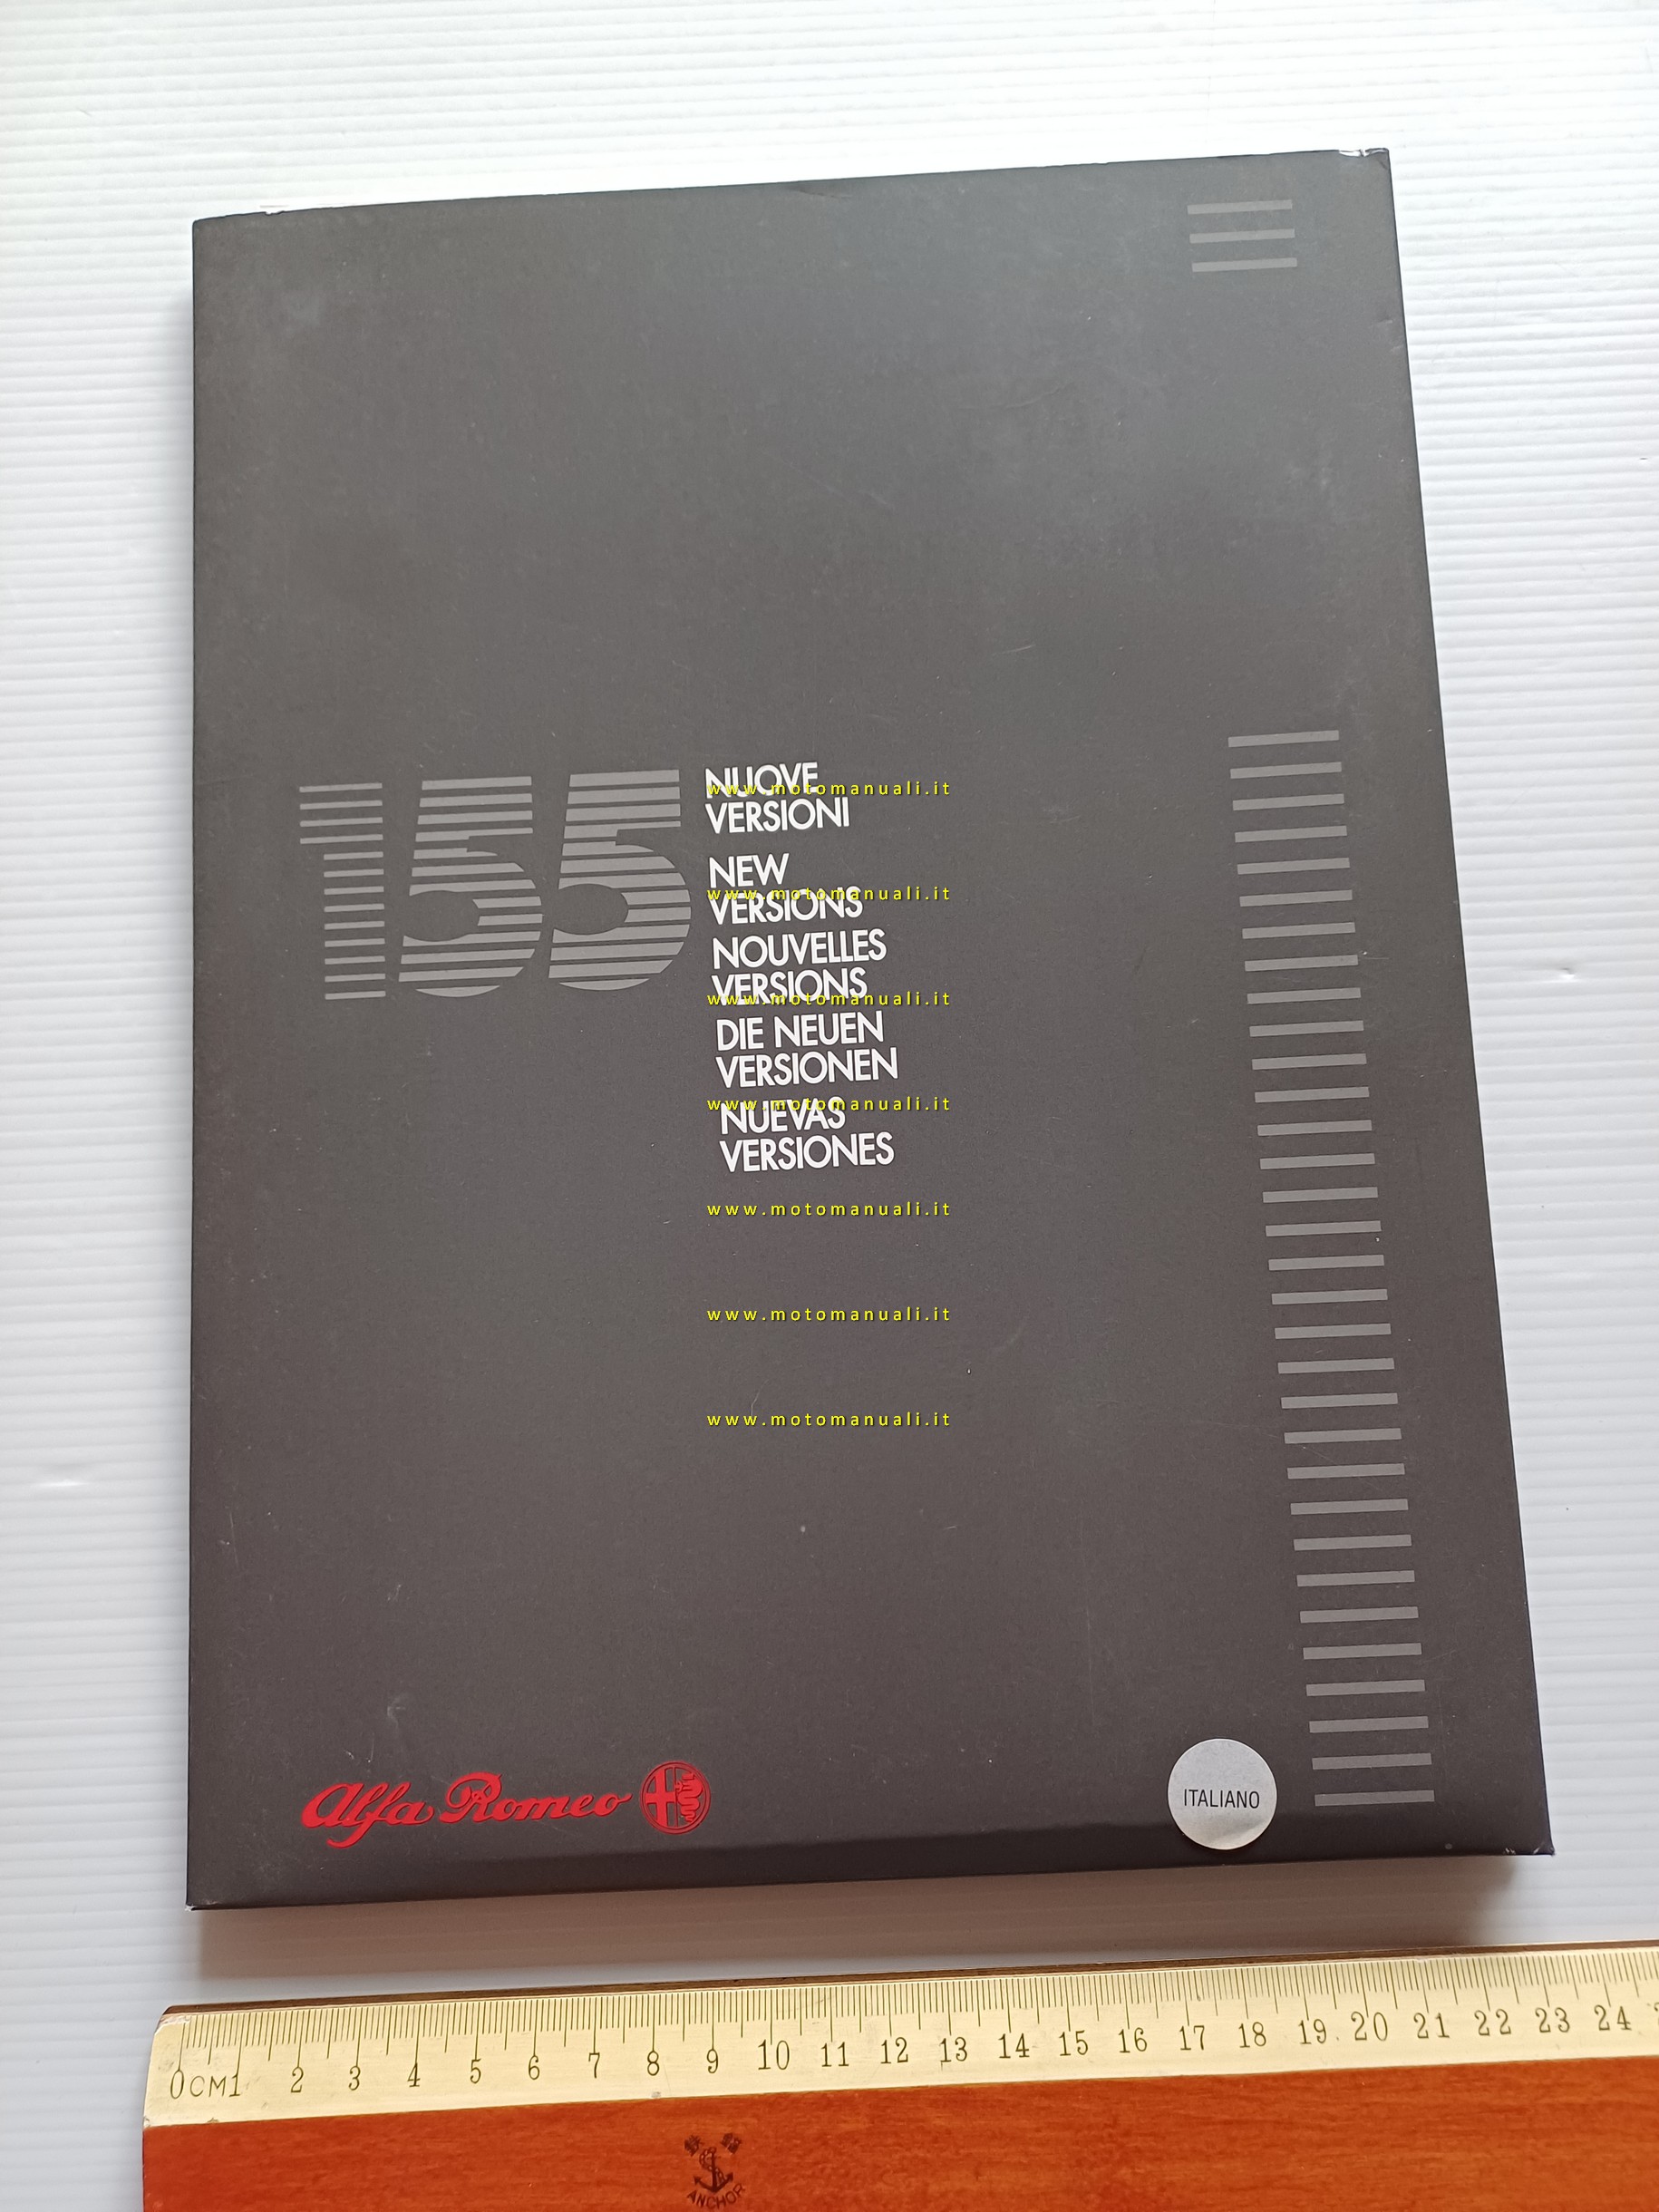 155
NUOVE
VERSIONI
NEW
VERSIONS
NOUVELLES
VERSIONS
DIE NEUEN
VERSIONEN
NUEVAS
VERSIONES
www.motomanuali.it
www.motomanuali.it
www.motomanuali.it
www.motomanuali.it
www.motomanuali.it
www.motomanuali.it
www.motomanuali.it
Alfa Romeo
ITALIANO
0CM1 2 3 4 5 6 7 8 9 10 11 12 13 14 15 16 17 18 19 20 21 22 23 24
ANCHOR